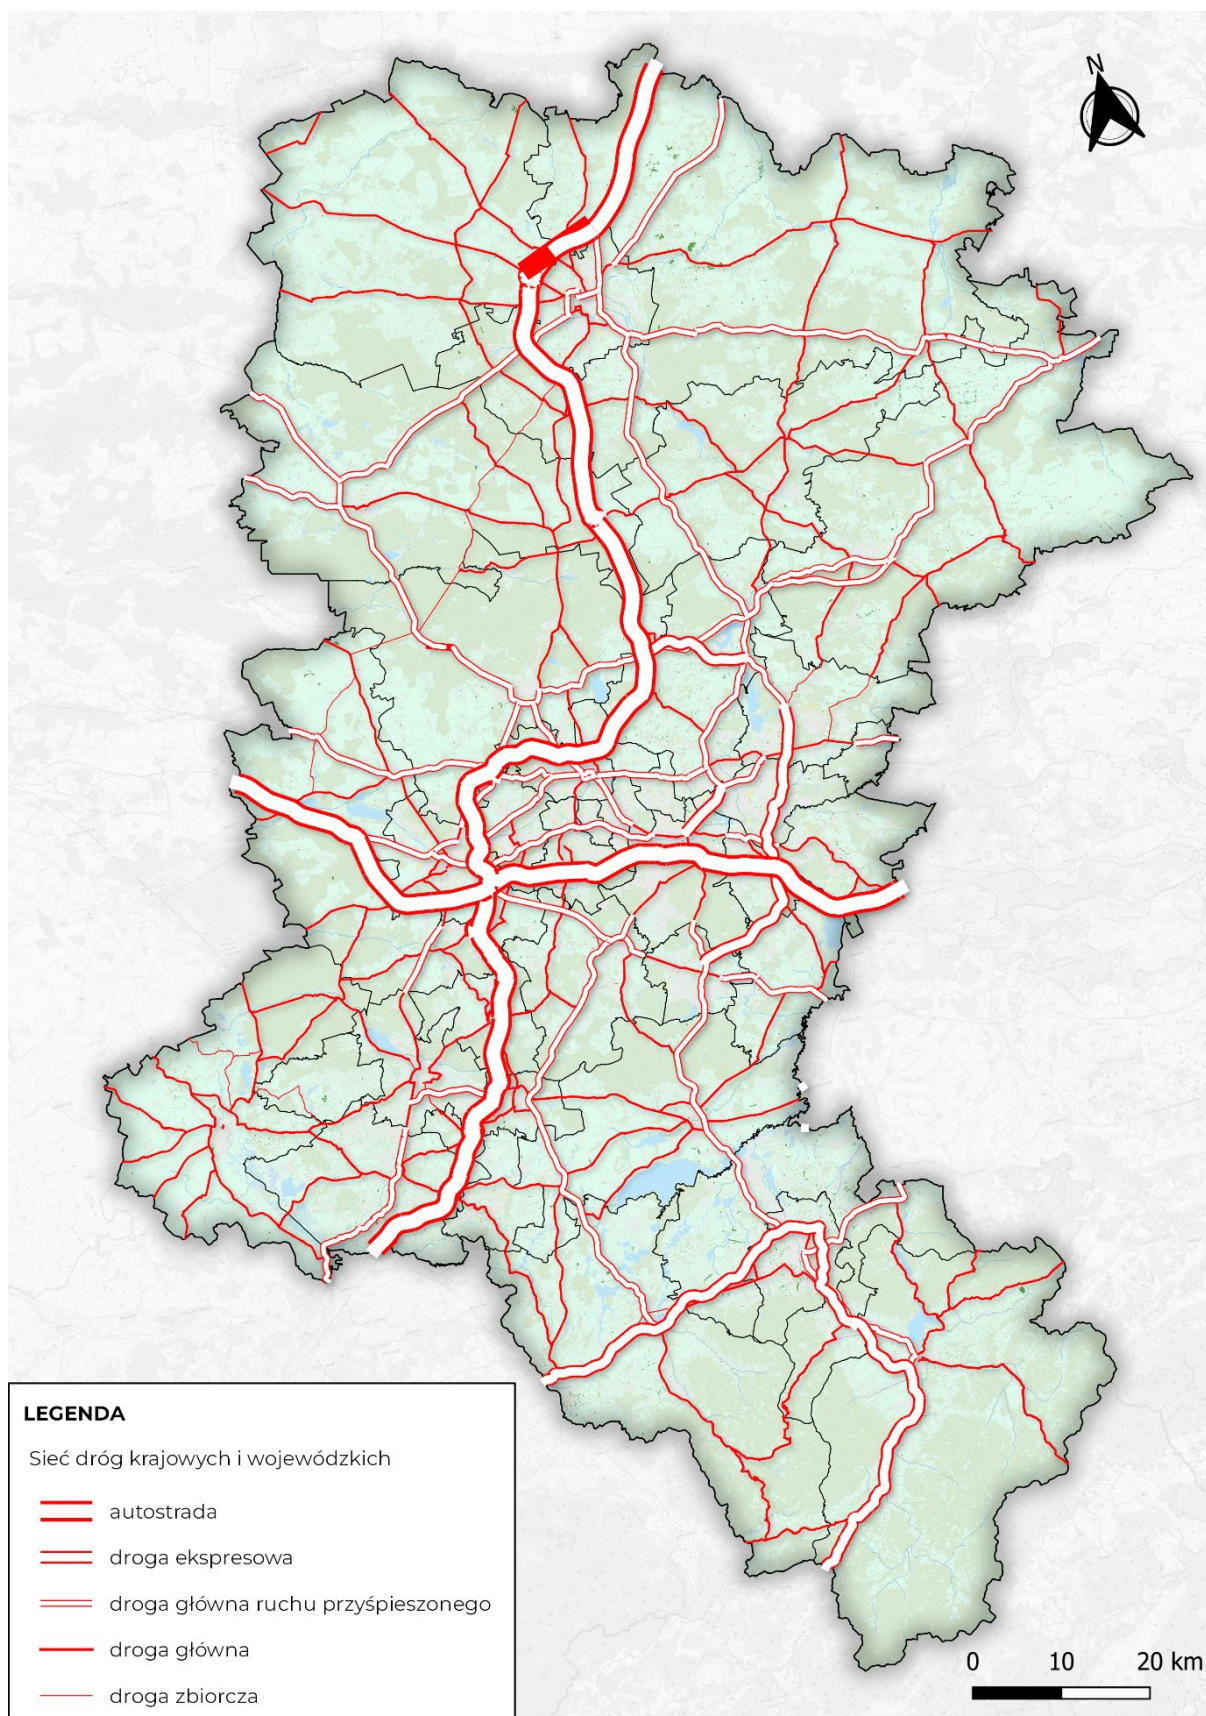 N
LEGENDA
Sieć dróg krajowych i wojewódzkich
autostrada
droga ekspresowa
droga główna ruchu przyśpieszonego
droga główna
droga zbiorcza
0 10 20 km